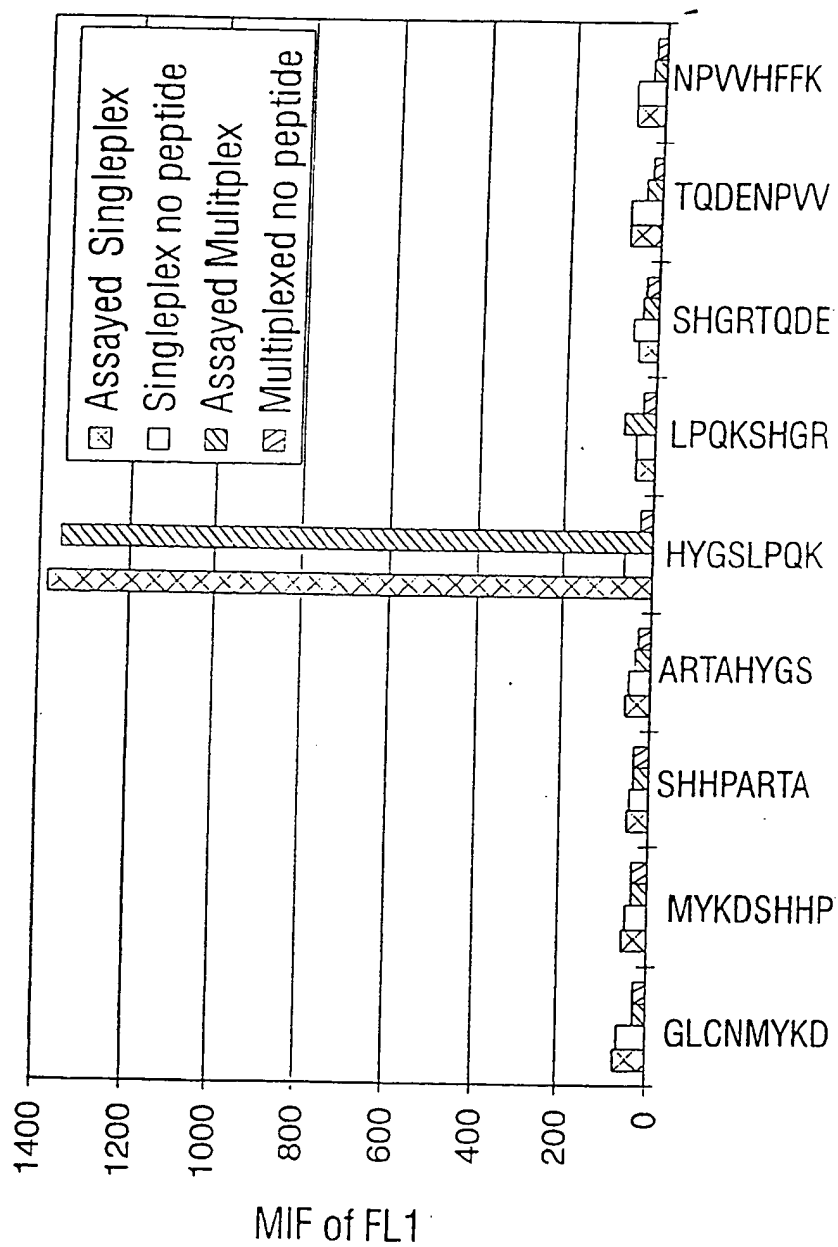 Assayed Singleplex
Singleplex no peptide
Assayed Mulitplex
Multiplexed no peptide
MIF of FL1
1400
1200
1000
800
600
400
200
0
GLCNMYKD
MYKDSHHP
SHHPARTA
ARTAHYGS
HYGSLPQK
LPQKSHGR
SHGRTQDE
TQDENPVV
NPVVHFFK